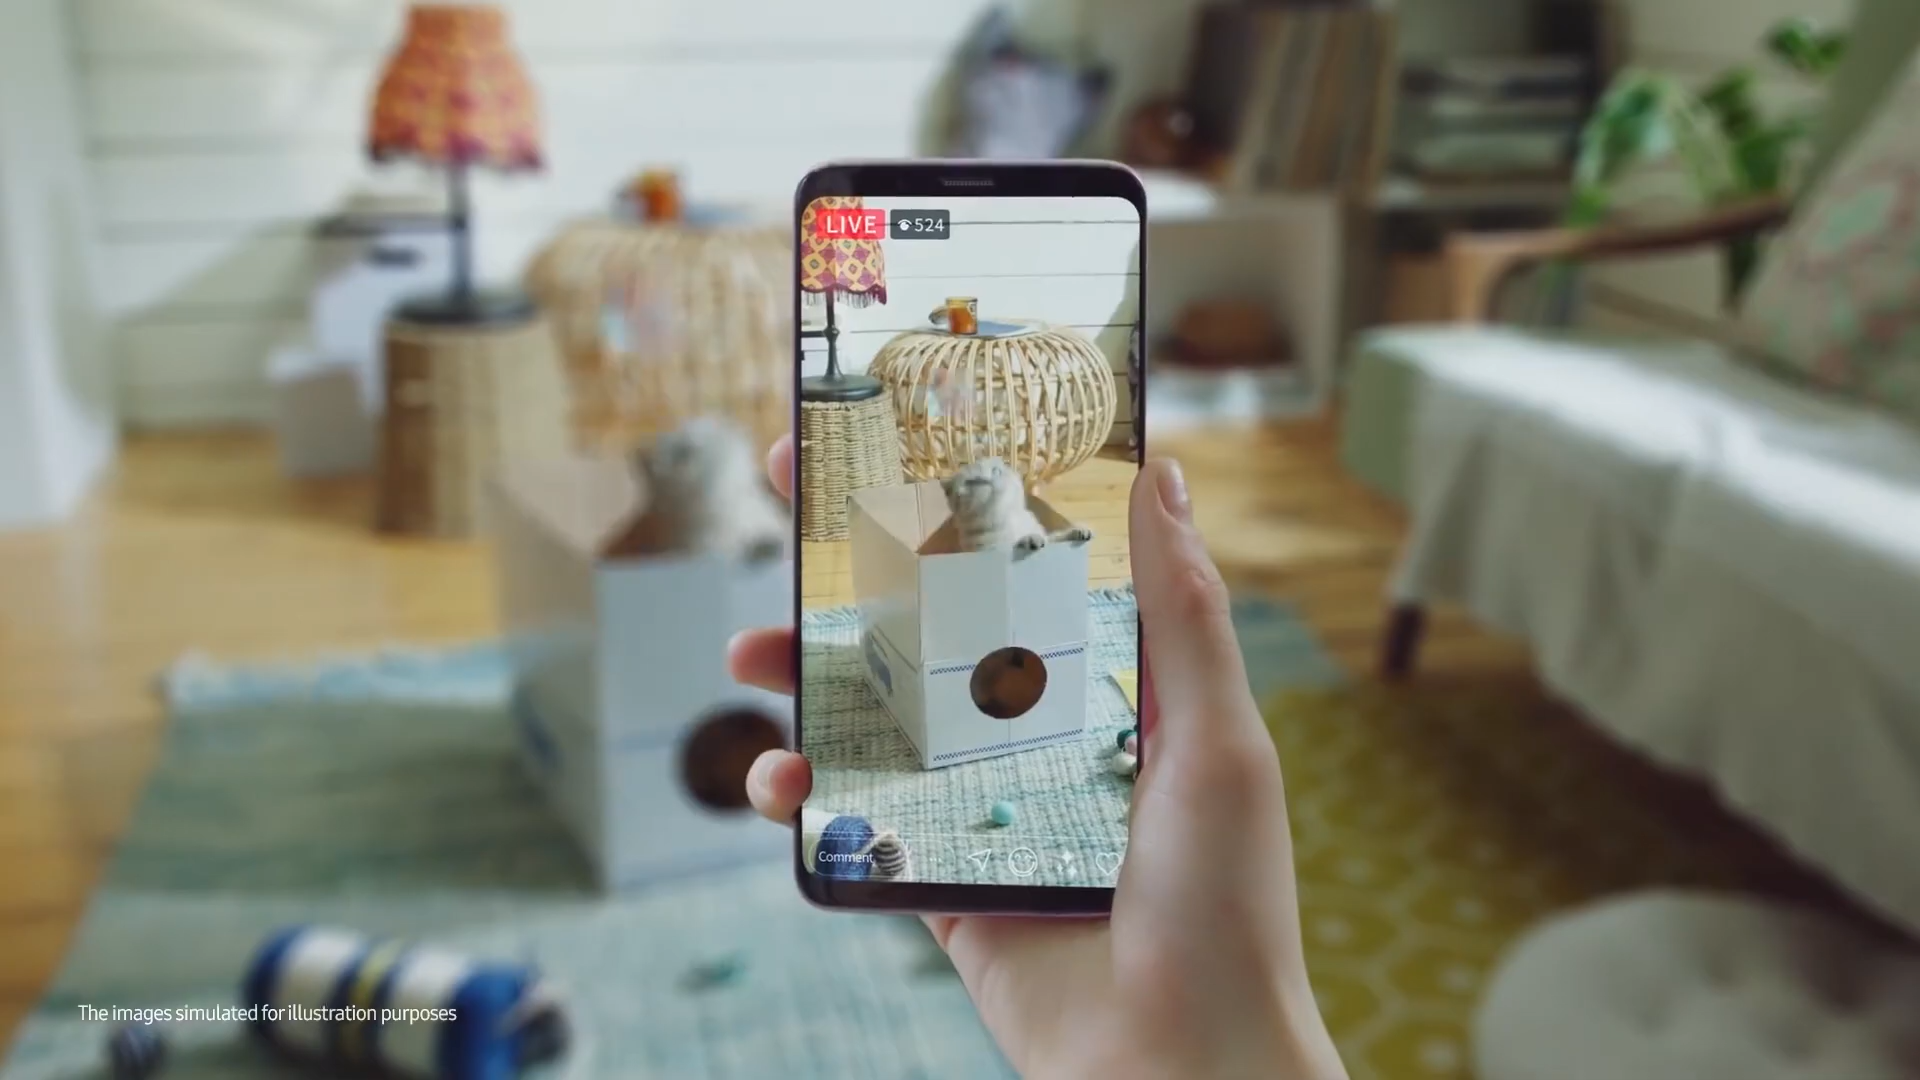 LIVE 524
Comment
The images simulated for illustration purposes